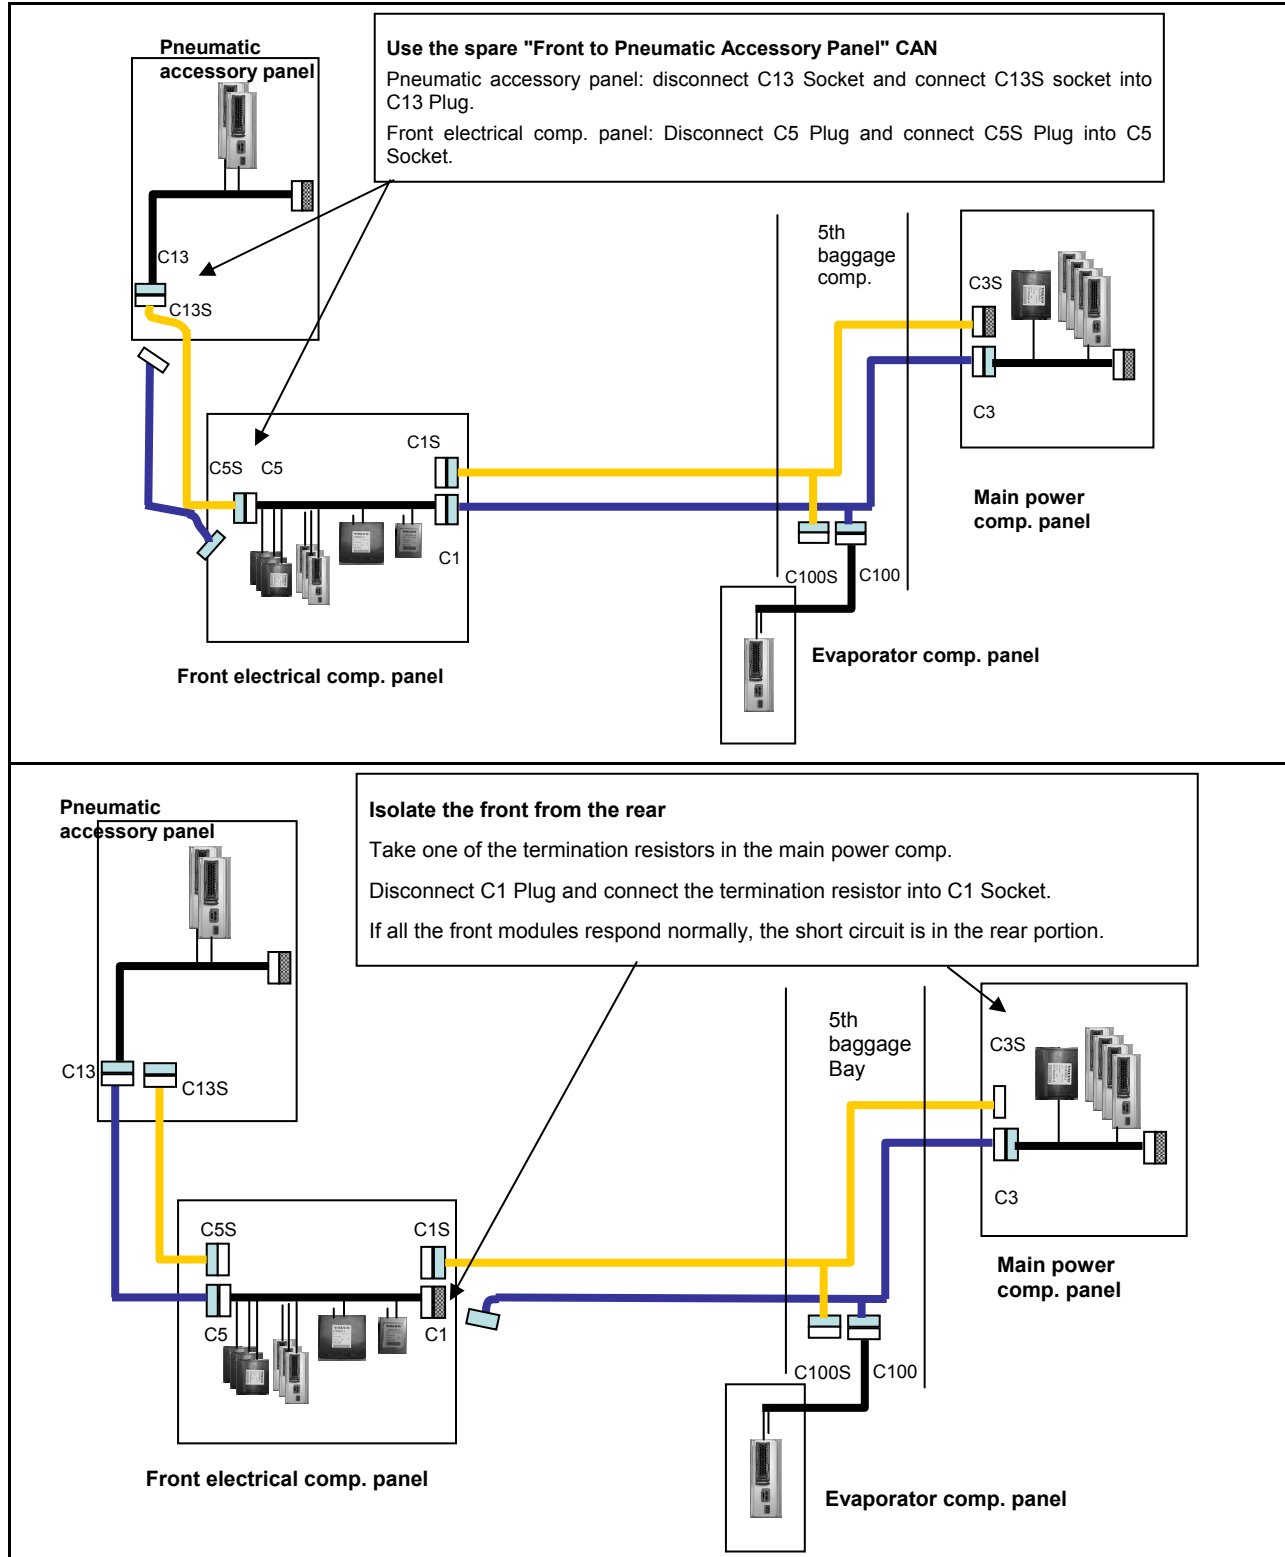 Pneumatic
accessory panel
Use the spare "Front to Pneumatic Accessory Panel" CAN
Pneumatic accessory panel: disconnect C13 Socket and connect C13S socket into
C13 Plug.
Front electrical comp. panel: Disconnect C5 Plug and connect C5S Plug into C5
Socket.
5th
baggage
comp.
C13
C3S
C13S
C3
C1S
C5S C5
Main power
comp. panel
C1
C100S C100
Evaporator comp. panel
Front electrical comp. panel
Pneumatic
accessory panel
Isolate the front from the rear
Take one of the termination resistors in the main power comp.
Disconnect C1 Plug and connect the termination resistor into C1 Socket.
If all the front modules respond normally, the short circuit is in the rear portion.
5th
baggage
Bay
C3S
C13
C13S
C3
C5S
C1S
Main power
comp. panel
C5
C1
C100S C100
Front electrical comp. panel
Evaporator comp. panel